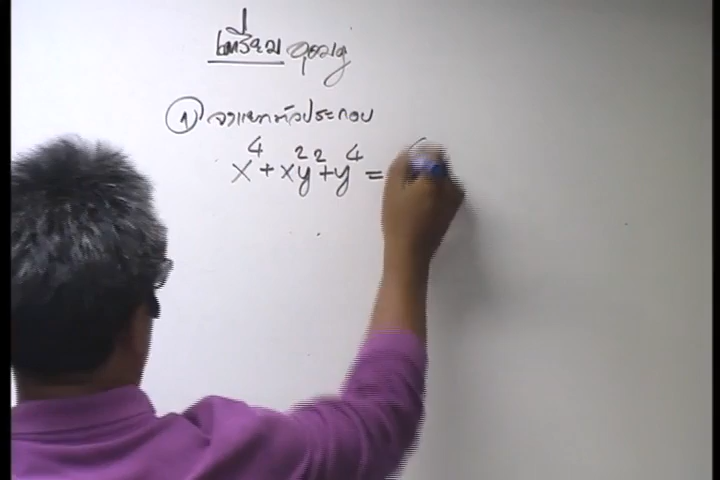 เตรียมอุดมฯ
① จงแยกตัวประกอบ
x⁴ + x²y² + y⁴ = (